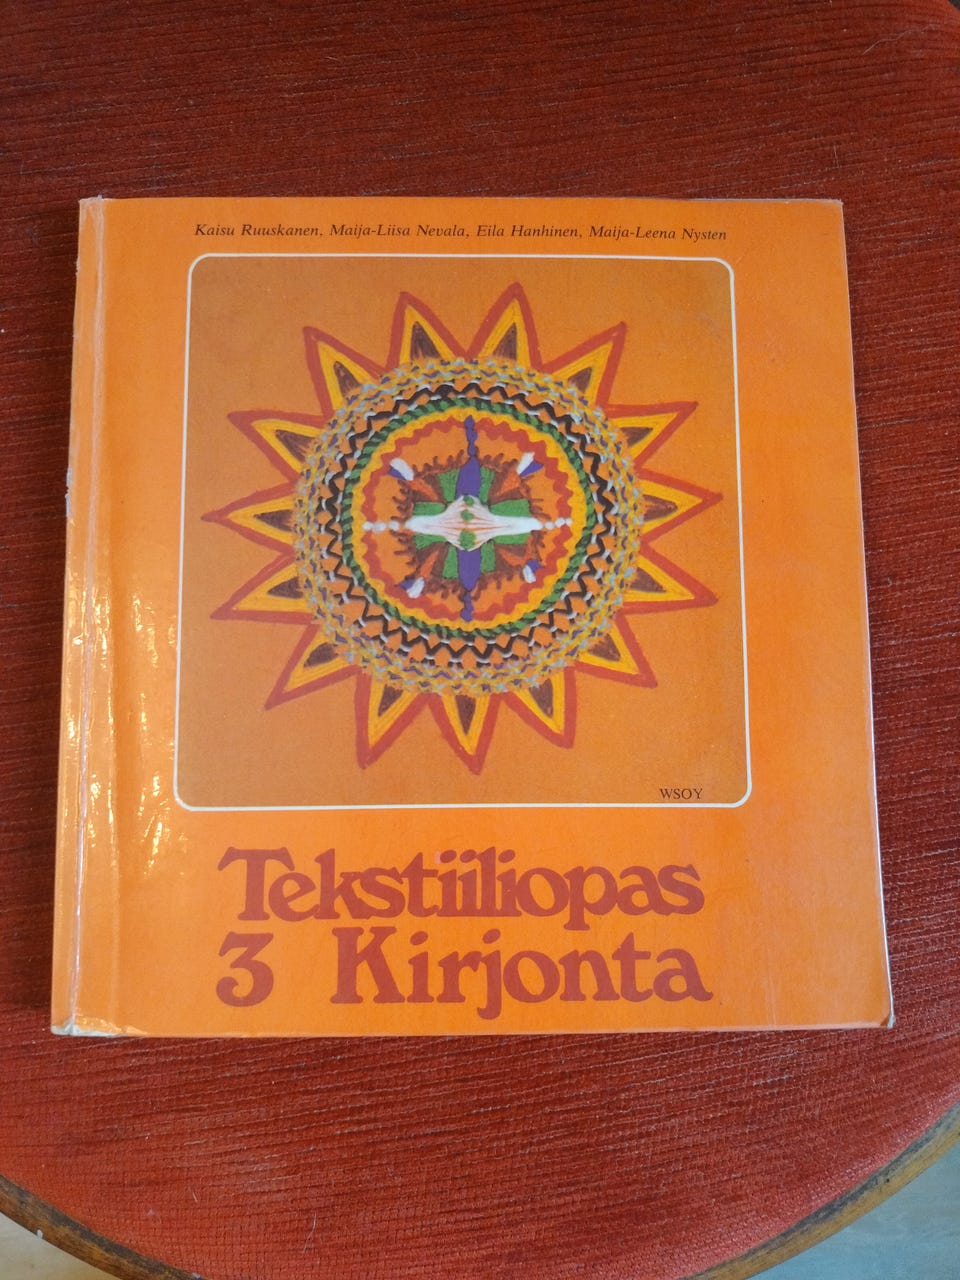 Kaisu Ruuskanen, Maija-Liisa Nevala, Eila Hanhinen, Maija-Leena Nysten
WSOY
Tekstiiliopas
3 Kirjonta